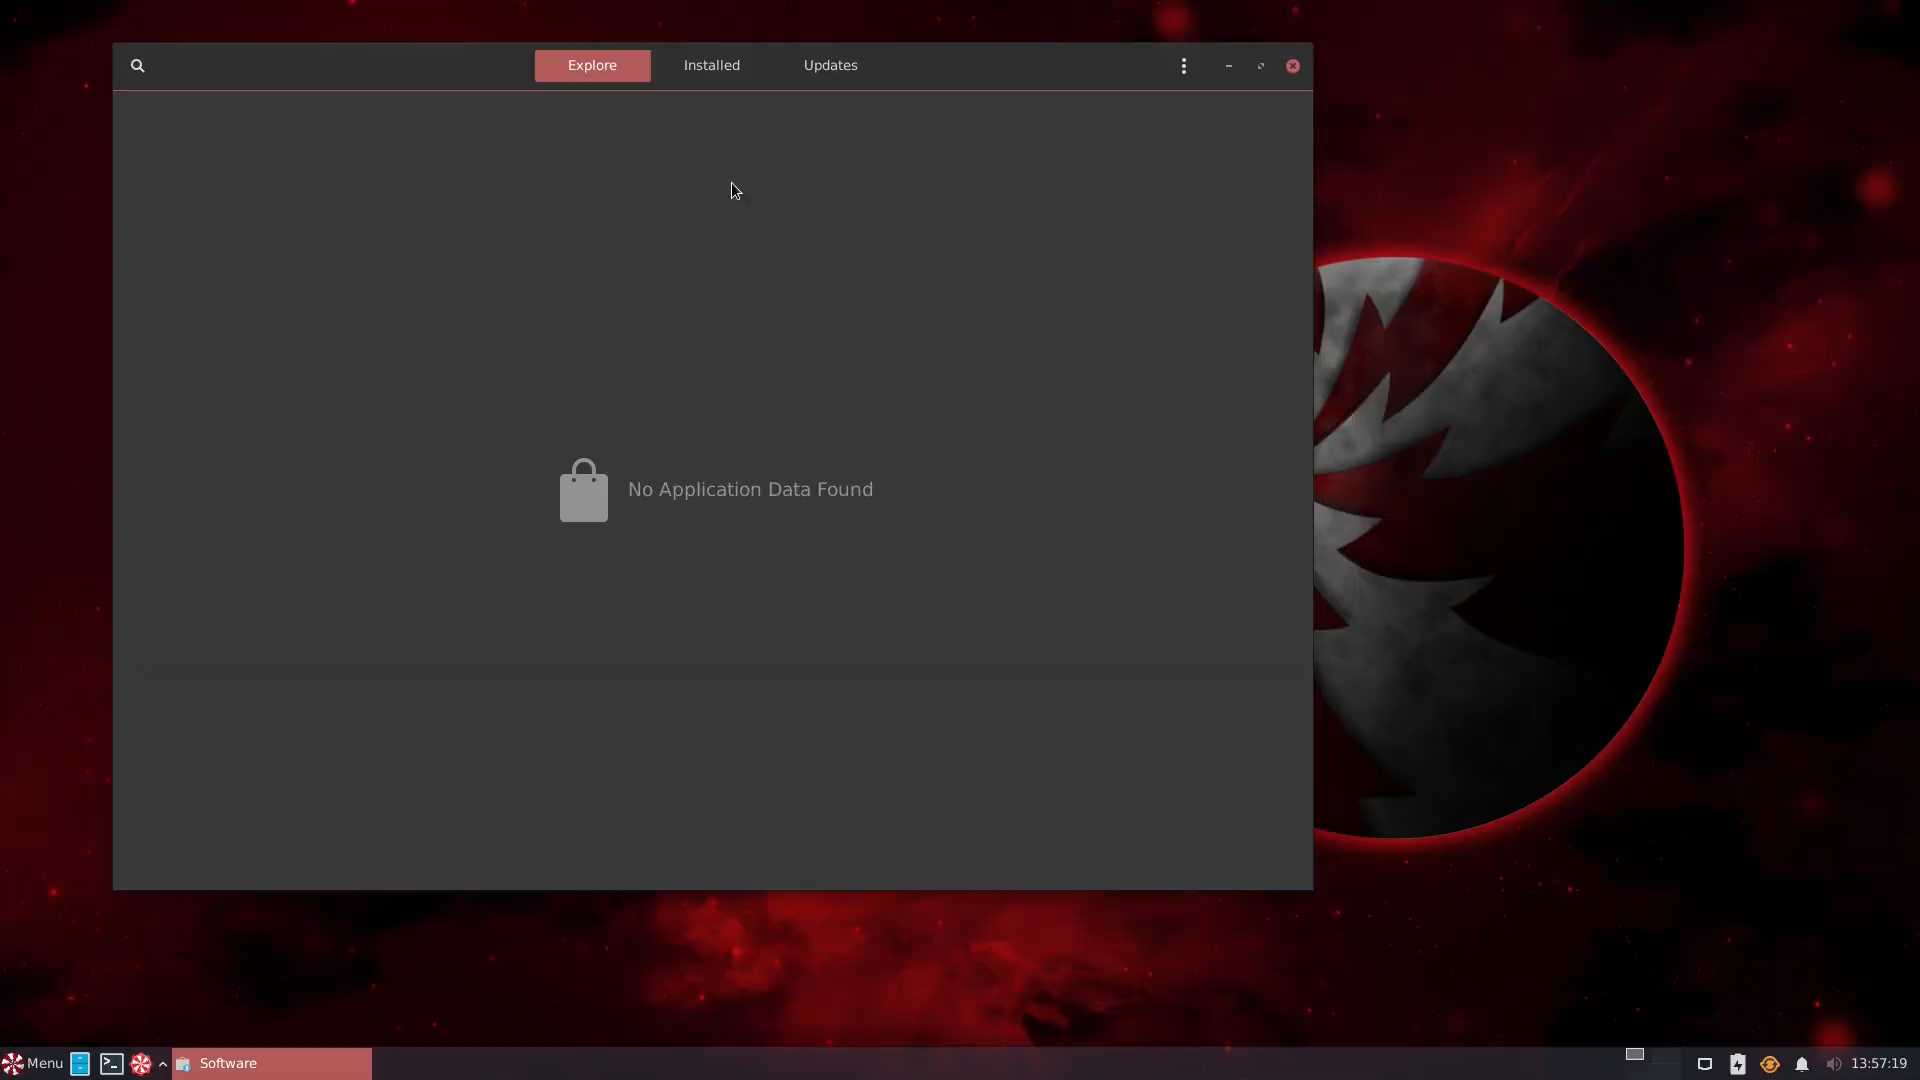 Explore
Installed
Updates
No Application Data Found
Menu
Software
13:57:19